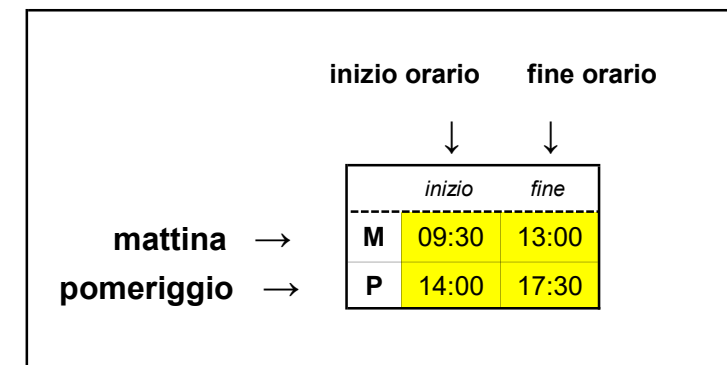 inizio orario fine orario
↓ ↓
inizio fine
mattina → M 09:30 13:00
pomeriggio → P 14:00 17:30